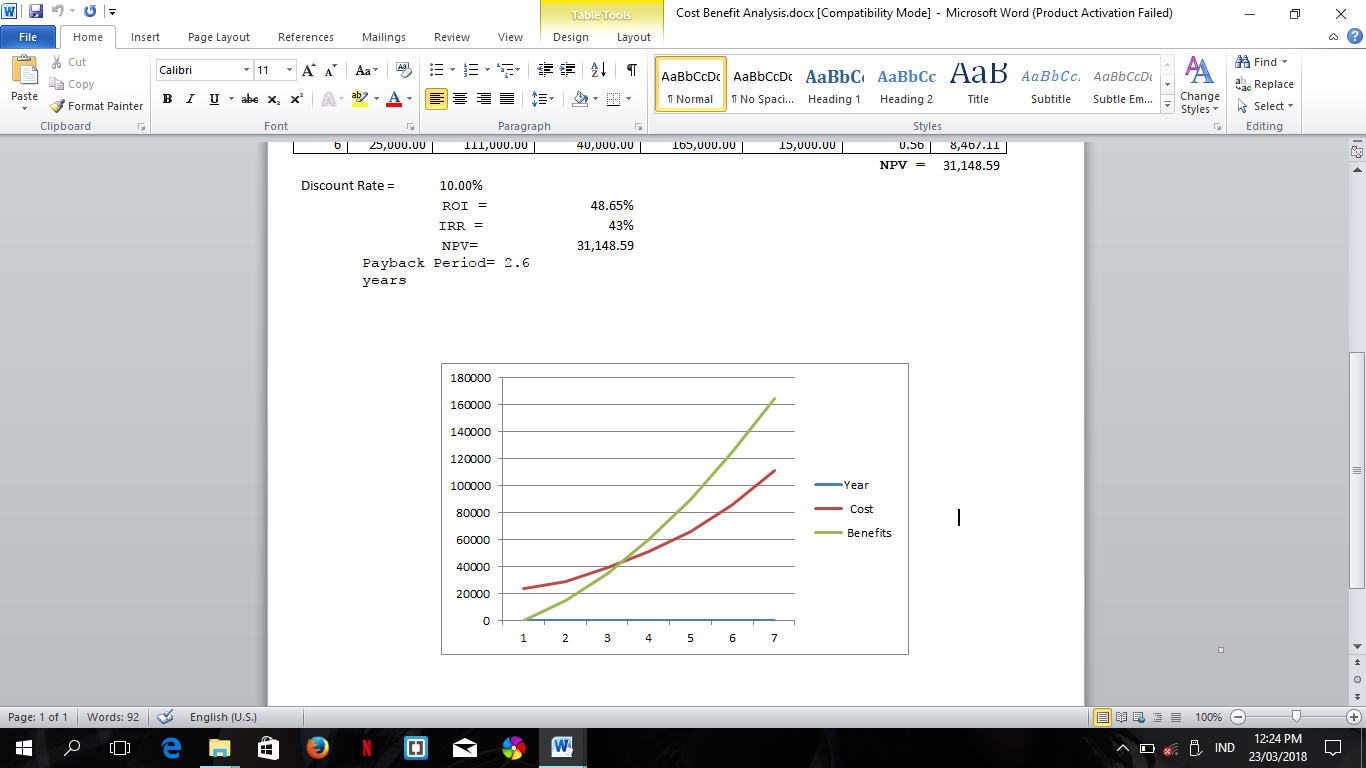 Table Tools
Cost Benefit Analysis.docx [Compatibility Mode] - Microsoft Word (Product Activation Failed)
File Home Insert Page Layout References Mailings Review View Design Layout
Paste
Cut
Copy
Format Painter
Clipboard
Calibri 11
Font
Paragraph
AaBbCcDc AaBbCcDc AaBbC AaBbCc AaB AaBbCc. AaBbCcDc
¶ Normal ¶ No Spaci... Heading 1 Heading 2 Title Subtitle Subtle Em...
Change Styles
Styles
Find
Replace
Select
Editing
6 25,000.00 111,000.00 40,000.00 165,000.00 15,000.00 0.56 8,467.11
NPV = 31,148.59
Discount Rate = 10.00%
ROI = 48.65%
IRR = 43%
NPV= 31,148.59
Payback Period= 2.6
years
180000
160000
140000
120000
100000
80000
60000
40000
20000
0
1 2 3 4 5 6 7
Year
Cost
Benefits
Page: 1 of 1 Words: 92 English (U.S.) 100%
IND
12:24 PM
23/03/2018